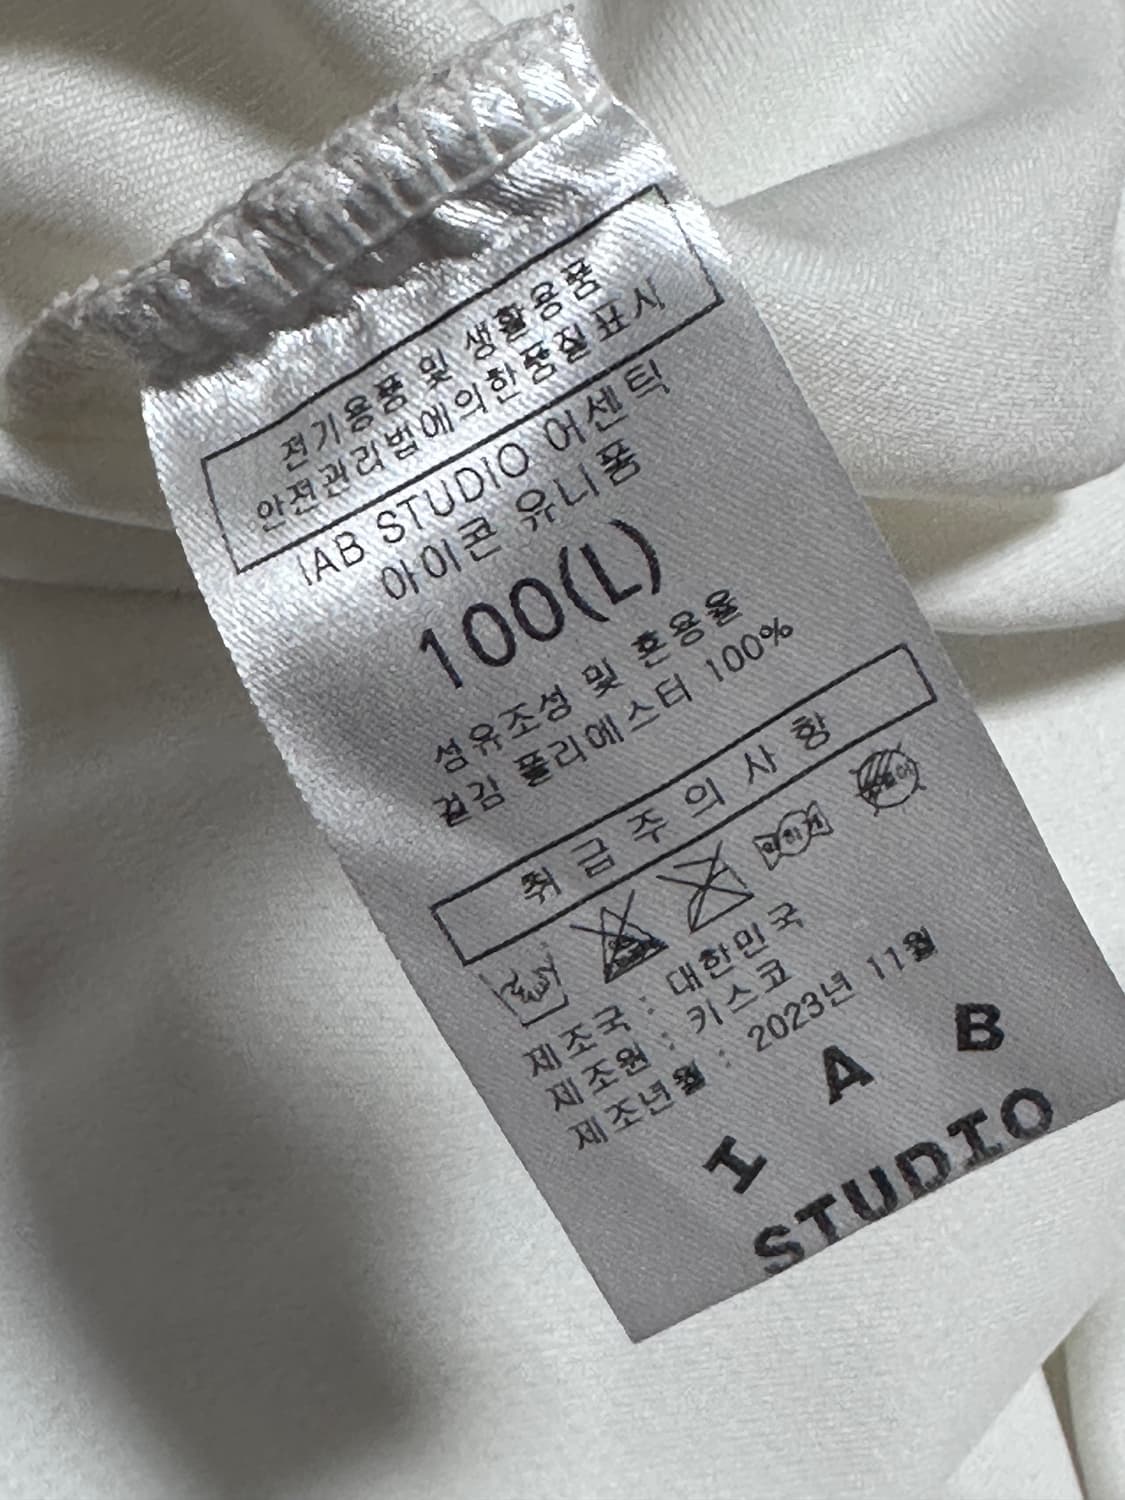 전기용품 및 생활용품
안전관리법에의한품질표시
IAB STUDIO 어센틱
아이콘 유니폼
100(L)
섬유조성 및 혼용율
겉감 폴리에스터 100%
취 급 주 의 사 항
약하게
제조국 : 대한민국
제조원 : 키스코
제조년월 : 2023년 11월
I A B
STUDIO